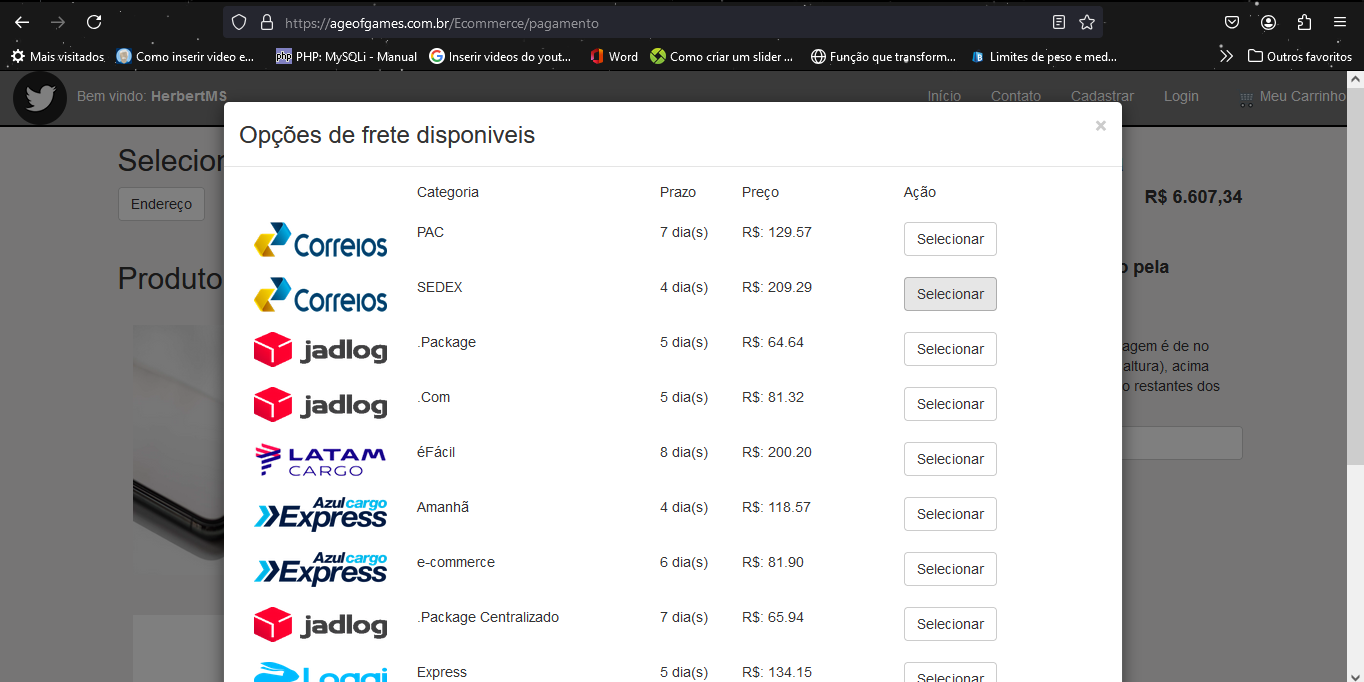 https://ageofgames.com.br/Ecommerce/pagamento
Mais visitados
Como inserir video e...
php PHP: MySQLi - Manual
Inserir videos do yout...
Word
Como criar um slider ...
Função que transform...
Limites de peso e med...
Outros favoritos
Bem vindo: HerbertMS
Início Contato Cadastrar Login Meu Carrinho
Opções de frete disponiveis ×
Selecion
Endereço
R$ 6.607,34
Produto
o pela
agem é de no
altura), acima
o restantes dos
Categoria Prazo Preço Ação
Correios PAC 7 dia(s) R$: 129.57 Selecionar
Correios SEDEX 4 dia(s) R$: 209.29 Selecionar
jadlog .Package 5 dia(s) R$: 64.64 Selecionar
jadlog .Com 5 dia(s) R$: 81.32 Selecionar
LATAM CARGO éFácil 8 dia(s) R$: 200.20 Selecionar
Azul cargo Express Amanhã 4 dia(s) R$: 118.57 Selecionar
Azul cargo Express e-commerce 6 dia(s) R$: 81.90 Selecionar
jadlog .Package Centralizado 7 dia(s) R$: 65.94 Selecionar
Loggi Express 5 dia(s) R$: 134.15 Selecionar